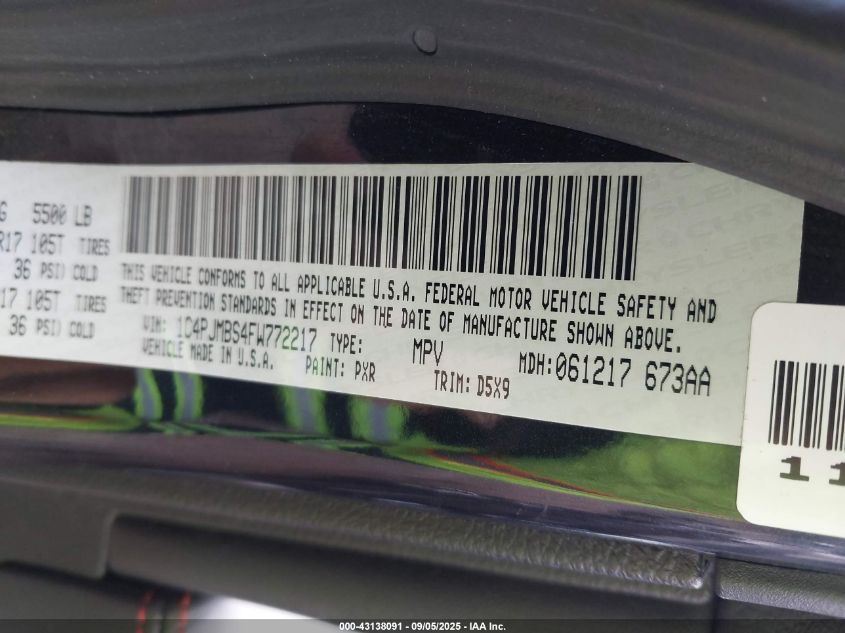 G 5500 LB
R17 105T TIRES
36 PSI) COLD
17 105T TIRES
36 PSI) COLD
THIS VEHICLE CONFORMS TO ALL APPLICABLE U.S.A. FEDERAL MOTOR VEHICLE SAFETY AND
THEFT PREVENTION STANDARDS IN EFFECT ON THE DATE OF MANUFACTURE SHOWN ABOVE.
VIN: 1C4PJMBS4FW772217 TYPE: MPV MDH:061217 673AA
VEHICLE MADE IN U.S.A. PAINT: PXR TRIM: D5X9
11
000-43138091 - 09/05/2025 - IAA Inc.